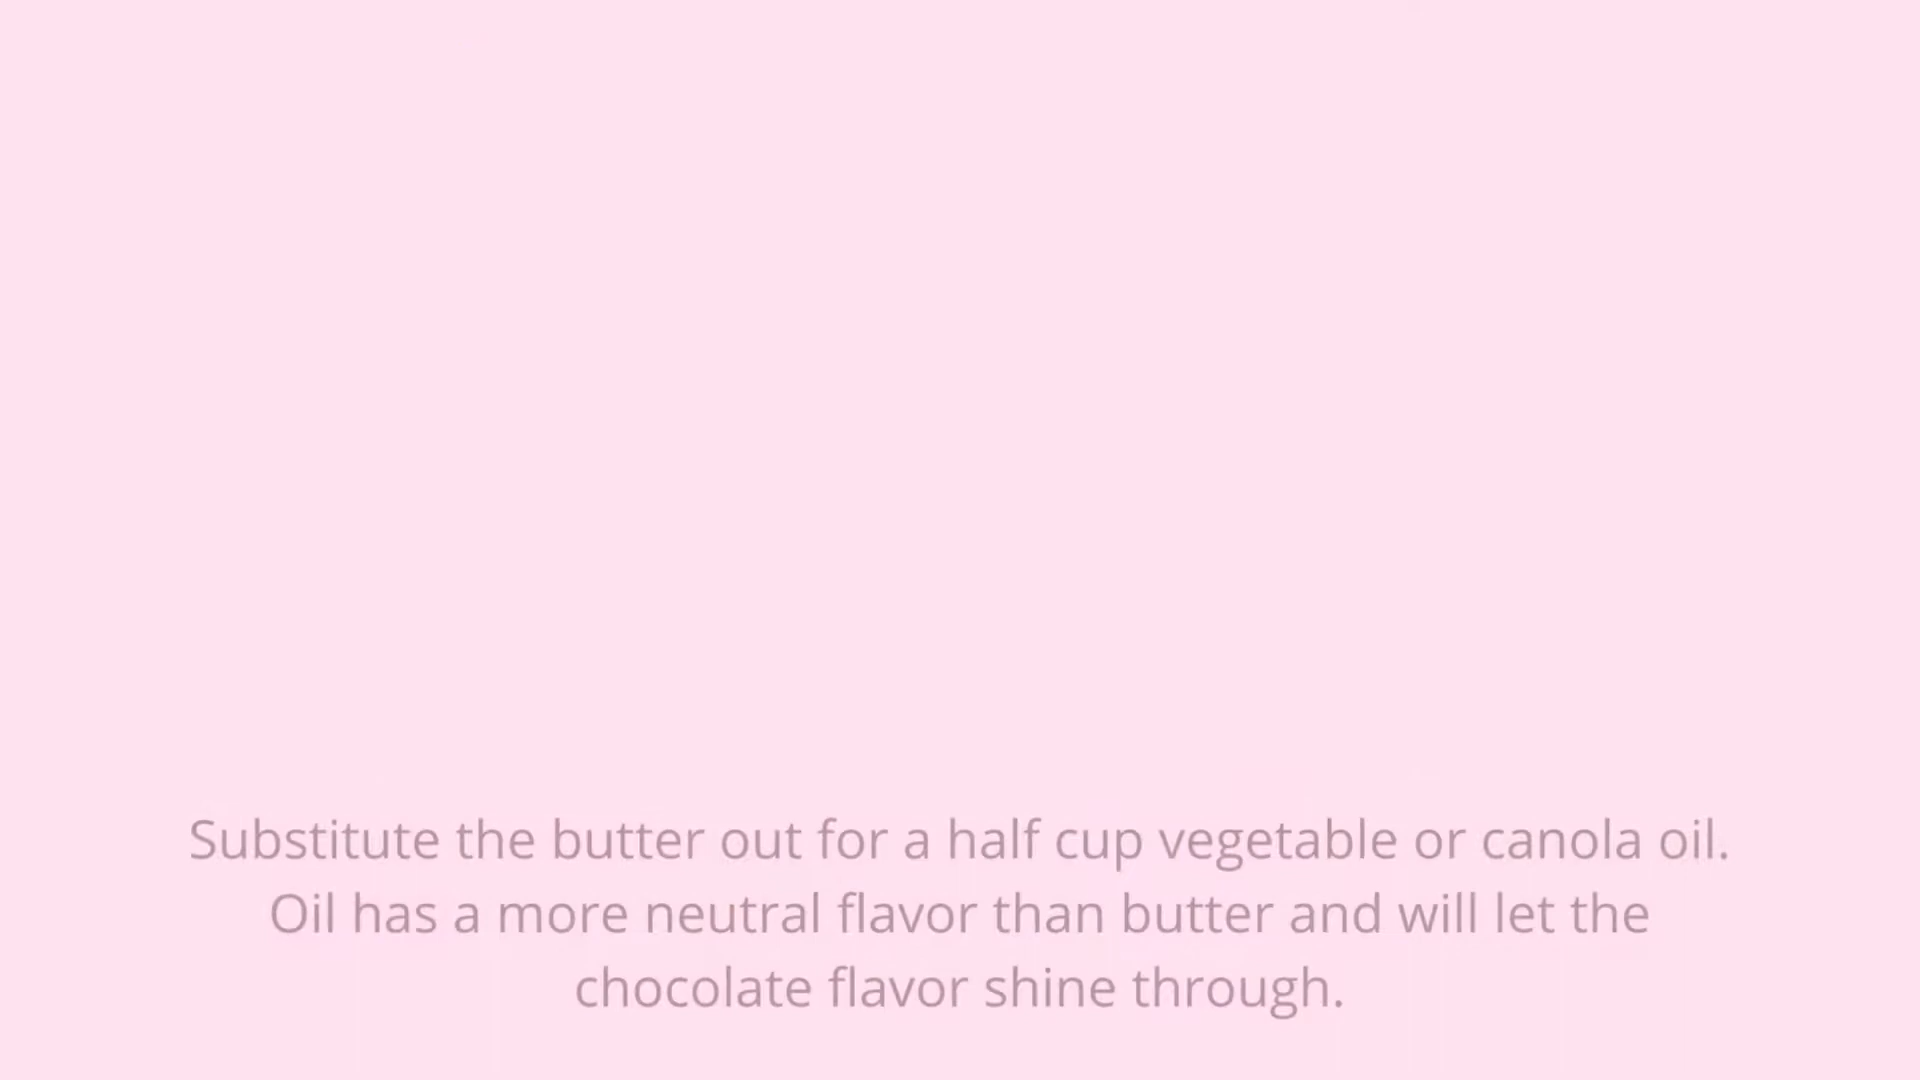 Substitute the butter out for a half cup vegetable or canola oil.
Oil has a more neutral flavor than butter and will let the
chocolate flavor shine through.